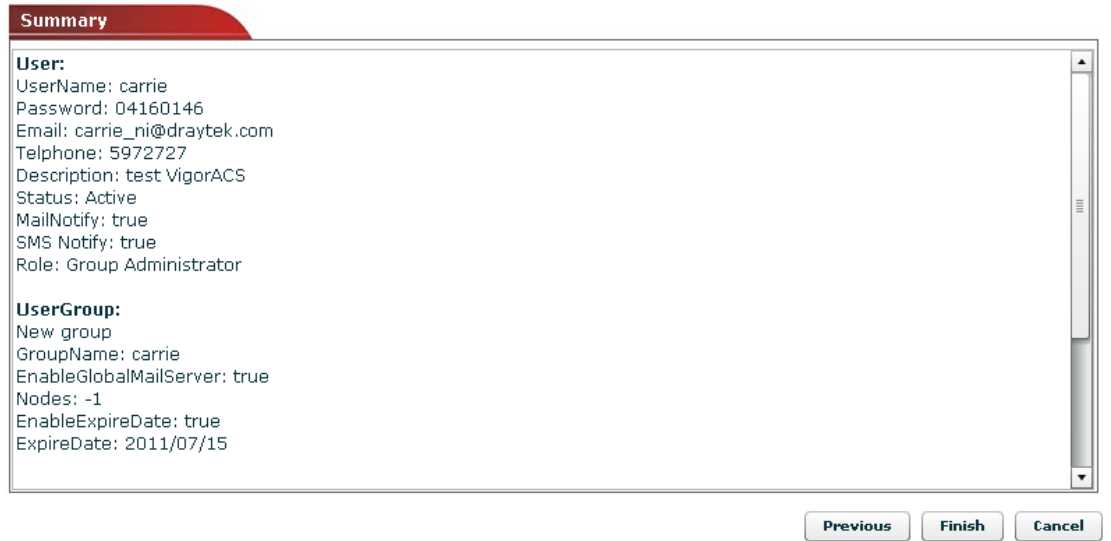 Summary
User:
UserName: carrie
Password: 04160146
Email: carrie_ni@draytek.com
Telphone: 5972727
Description: test VigorACS
Status: Active
MailNotify: true
SMS Notify: true
Role: Group Administrator
UserGroup:
New group
GroupName: carrie
EnableGlobalMailServer: true
Nodes: -1
EnableExpireDate: true
ExpireDate: 2011/07/15
Previous Finish Cancel